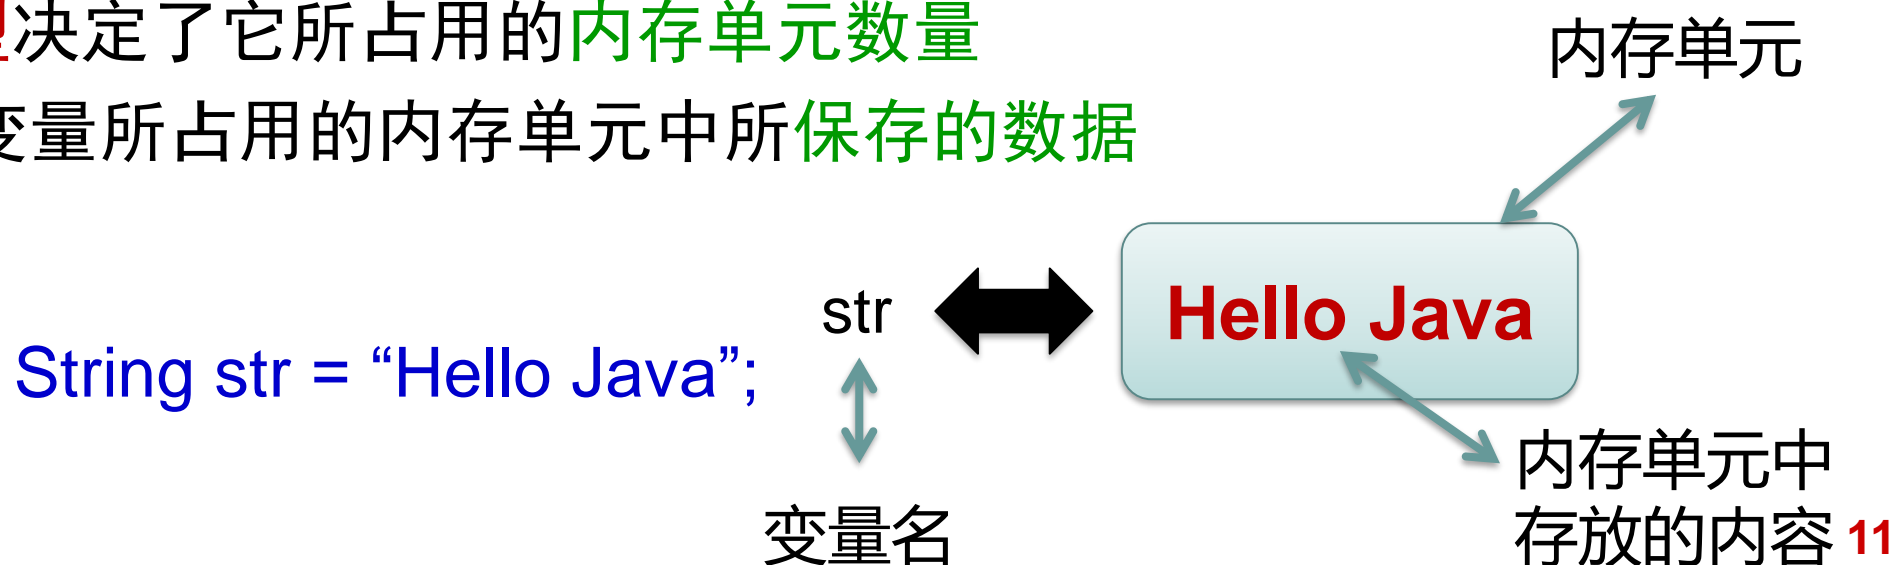 型决定了它所占用的内存单元数量
变量所占用的内存单元中所保存的数据
内存单元
str
Hello Java
String str = “Hello Java”;
变量名
内存单元中
存放的内容
11